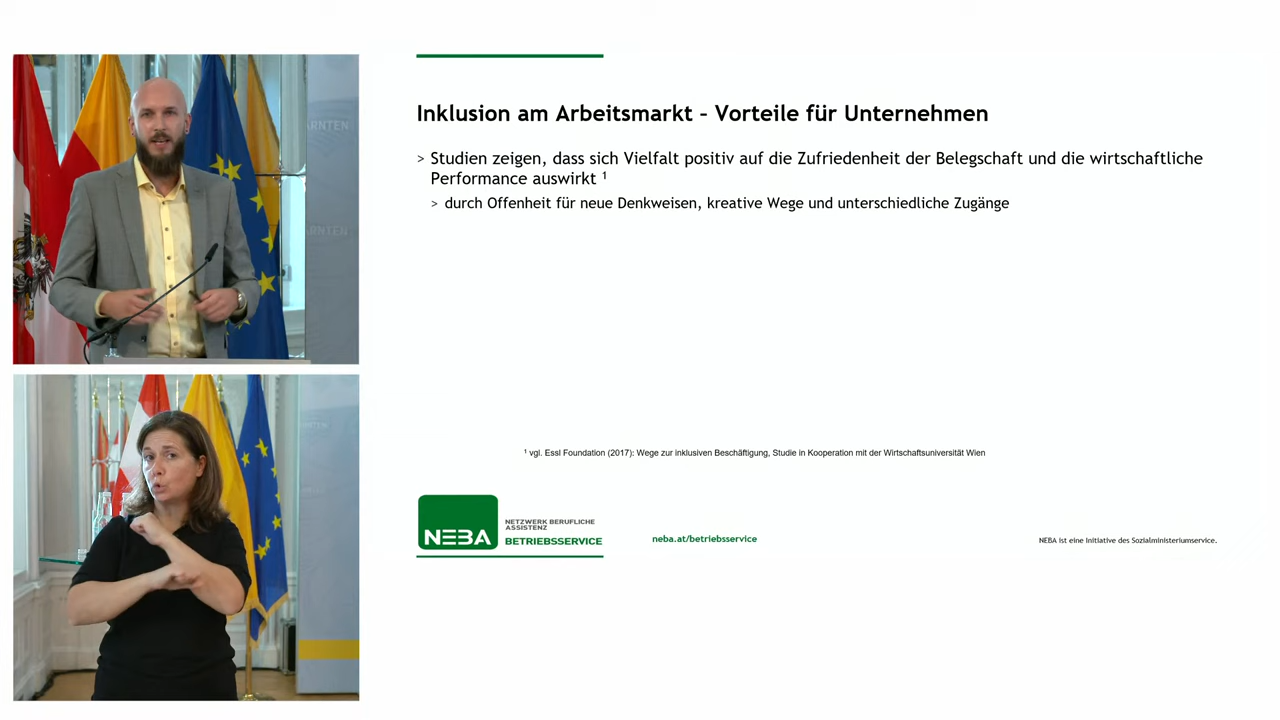 ÄRNTEN
ÄRNTEN
Inklusion am Arbeitsmarkt – Vorteile für Unternehmen
> Studien zeigen, dass sich Vielfalt positiv auf die Zufriedenheit der Belegschaft und die wirtschaftliche
Performance auswirkt ¹
> durch Offenheit für neue Denkweisen, kreative Wege und unterschiedliche Zugänge
¹ vgl. Essl Foundation (2017): Wege zur inklusiven Beschäftigung, Studie in Kooperation mit der Wirtschaftsuniversität Wien
NEBA
NETZWERK BERUFLICHE
ASSISTENZ
BETRIEBSSERVICE
neba.at/betriebsservice
NEBA ist eine Initiative des Sozialministeriumservice.